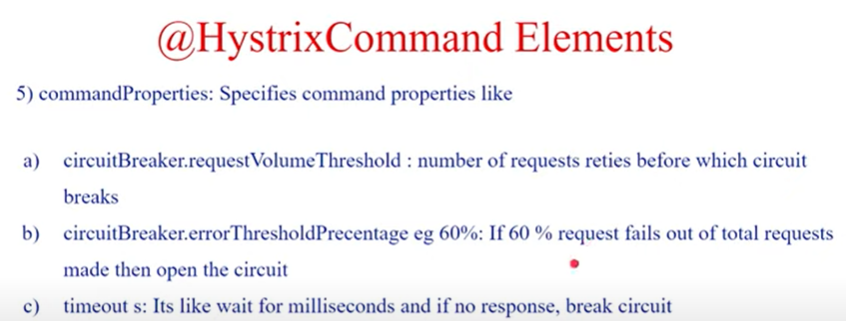 @HystrixCommand Elements
5) commandProperties: Specifies command properties like
a) circuitBreaker.requestVolumeThreshold : number of requests reties before which circuit
breaks
b) circuitBreaker.errorThresholdPrecentage eg 60%: If 60 % request fails out of total requests
made then open the circuit
c) timeout s: Its like wait for milliseconds and if no response, break circuit